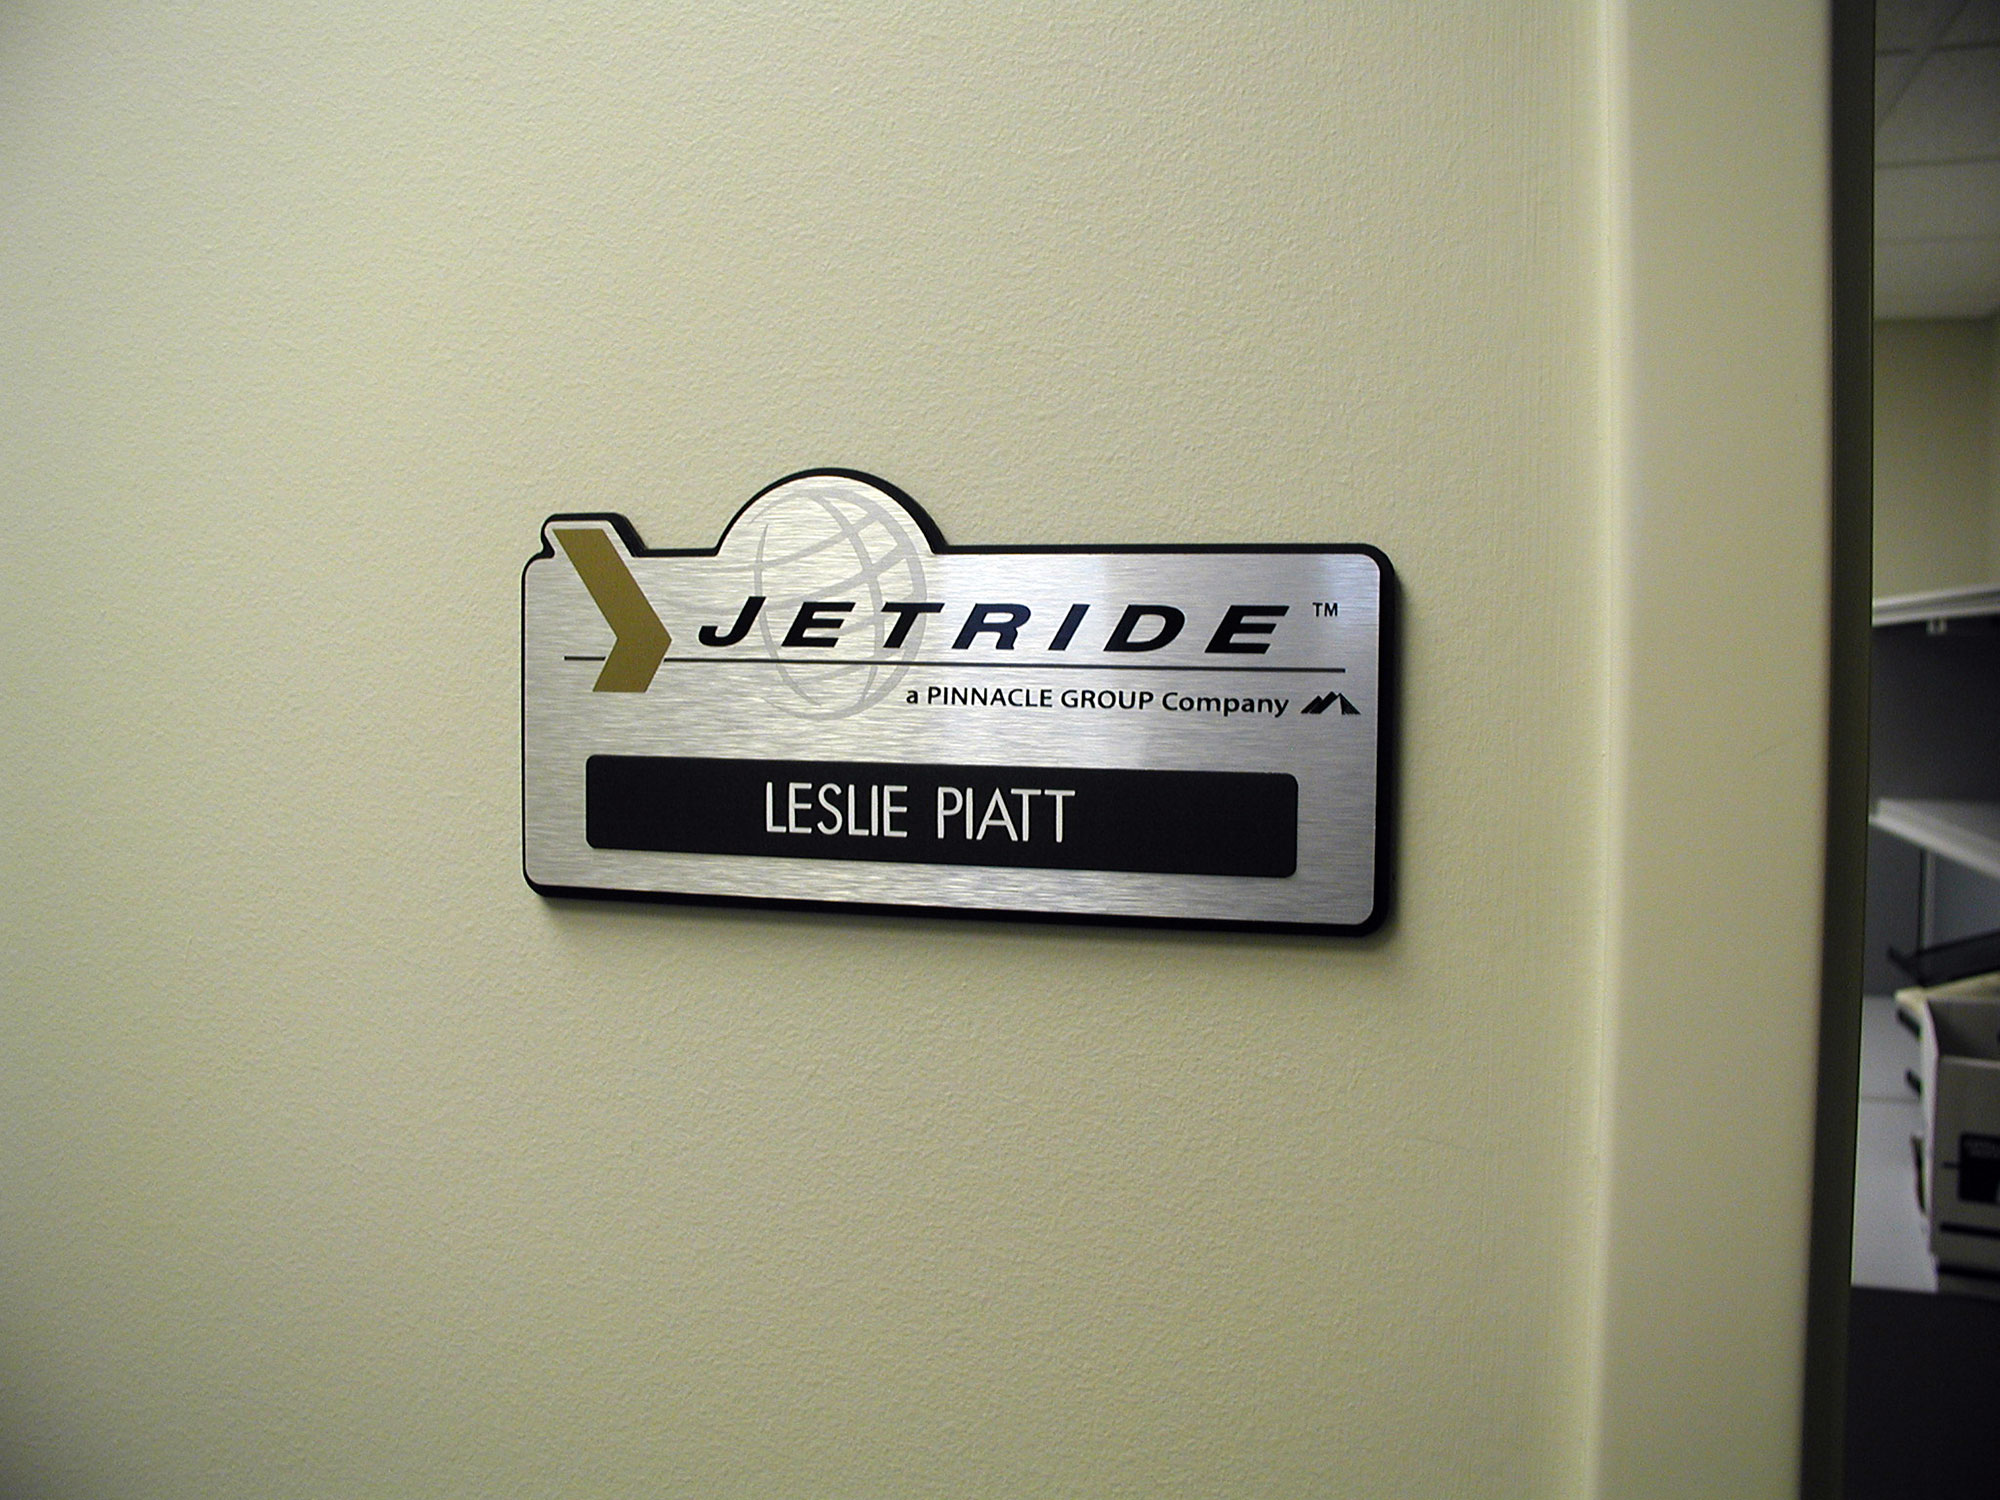 JETRIDE™
a PINNACLE GROUP Company
LESLIE PIATT